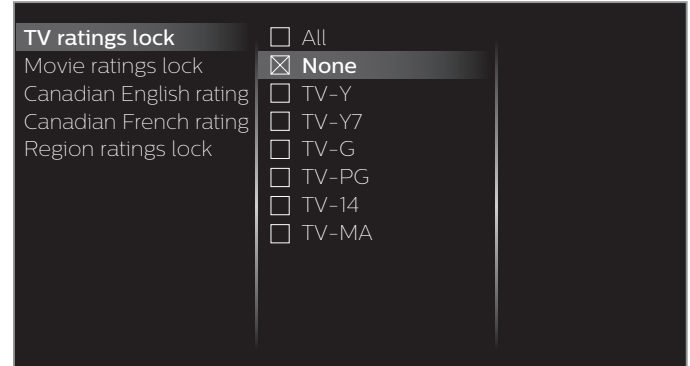 TV ratings lock
Movie ratings lock
Canadian English rating
Canadian French rating
Region ratings lock
All
None
TV-Y
TV-Y7
TV-G
TV-PG
TV-14
TV-MA